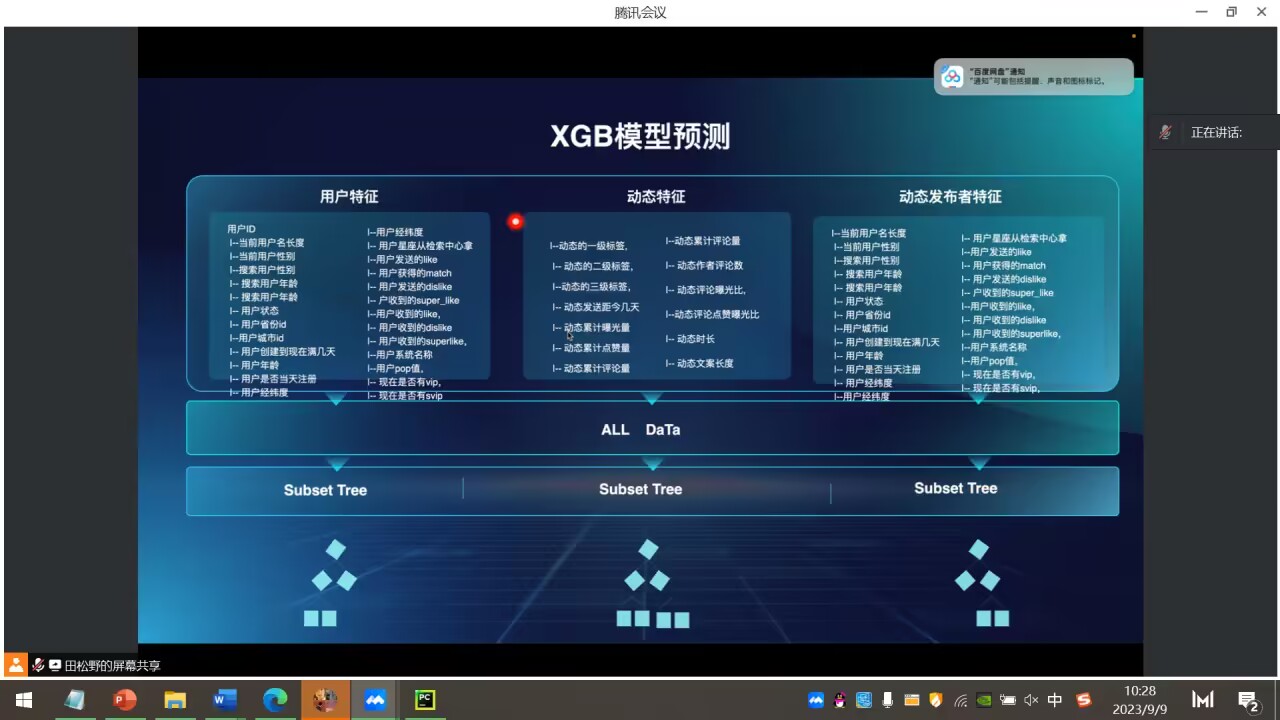 腾讯会议
"百度网盘"通知
"通知"可能包括提醒、声音和图标标记。
正在讲话:
XGB模型预测
用户特征
用户ID
|--当前用户名长度
|--当前用户性别
|--搜索用户性别
|-- 搜索用户年龄
|-- 搜索用户年龄
|-- 用户状态
|-- 用户省份id
|--用户城市id
|-- 用户创建到现在满几天
|-- 用户年龄
|-- 用户是否当天注册
|-- 用户经纬度
|--用户经纬度
|-- 用户星座从检索中心拿
|--用户发送的like
|-- 用户获得的match
|-- 用户发送的dislike
|-- 户收到的super_like
|--用户收到的like,
|-- 用户收到的dislike
|-- 用户收到的superlike,
|--用户系统名称
|--用户pop值。
|-- 现在是否有vip,
|-- 现在是否有svip
动态特征
|--动态的一级标签,
|-- 动态的二级标签,
|--动态的三级标签,
|-- 动态发送距今几天
|-- 动态累计曝光量
|-- 动态累计点赞量
|-- 动态累计评论量
|--动态累计评论量
|-- 动态作者评论数
|-- 动态评论曝光比,
|--动态评论点赞曝光比
|-- 动态时长
|-- 动态文案长度
动态发布者特征
|--当前用户名长度
|--当前用户性别
|--搜索用户性别
|-- 搜索用户年龄
|-- 搜索用户年龄
|-- 用户状态
|-- 用户省份id
|--用户城市id
|-- 用户创建到现在满几天
|-- 用户年龄
|-- 用户是否当天注册
|-- 用户经纬度
|--用户经纬度
|-- 用户星座从检索中心拿
|--用户发送的like
|-- 用户获得的match
|-- 用户发送的dislike
|-- 户收到的super_like
|--用户收到的like,
|-- 用户收到的dislike
|-- 用户收到的superlike,
|--用户系统名称
|--用户pop值。
|-- 现在是否有vip,
|-- 现在是否有svip,
ALL DaTa
Subset Tree
Subset Tree
Subset Tree
田松野的屏幕共享
中
10:28
2023/9/9
2